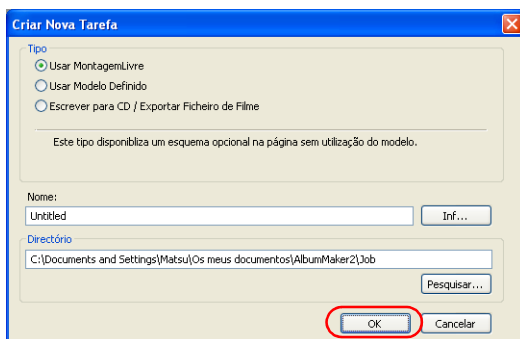 Criar Nova Tarefa
Tipo
Usar MontagemLivre
Usar Modelo Definido
Escrever para CD / Exportar Ficheiro de Filme
Este tipo disponibliza um esquema opcional na página sem utilização do modelo.
Nome:
Untitled
Inf...
Directório
C:\Documents and Settings\Matsu\Os meus documentos\AlbumMaker2\Job
Pesquisar...
OK
Cancelar